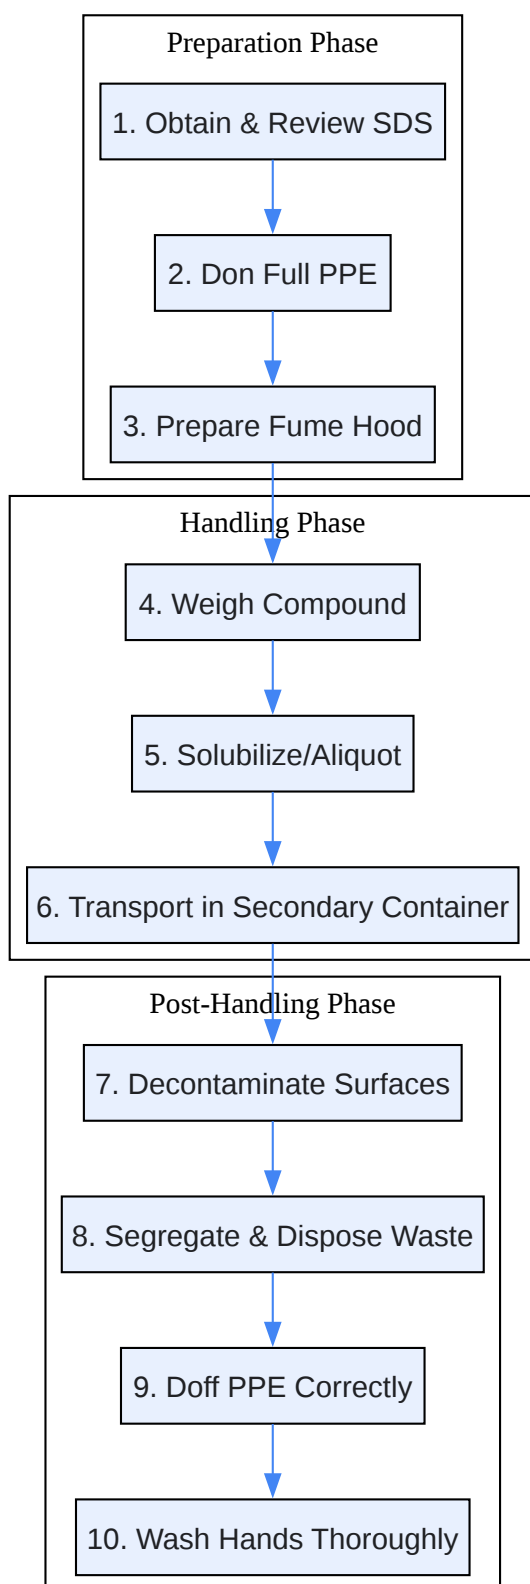 Preparation Phase
1. Obtain & Review SDS
2. Don Full PPE
3. Prepare Fume Hood
Handling Phase
4. Weigh Compound
5. Solubilize/Aliquot
6. Transport in Secondary Container
Post-Handling Phase
7. Decontaminate Surfaces
8. Segregate & Dispose Waste
9. Doff PPE Correctly
10. Wash Hands Thoroughly